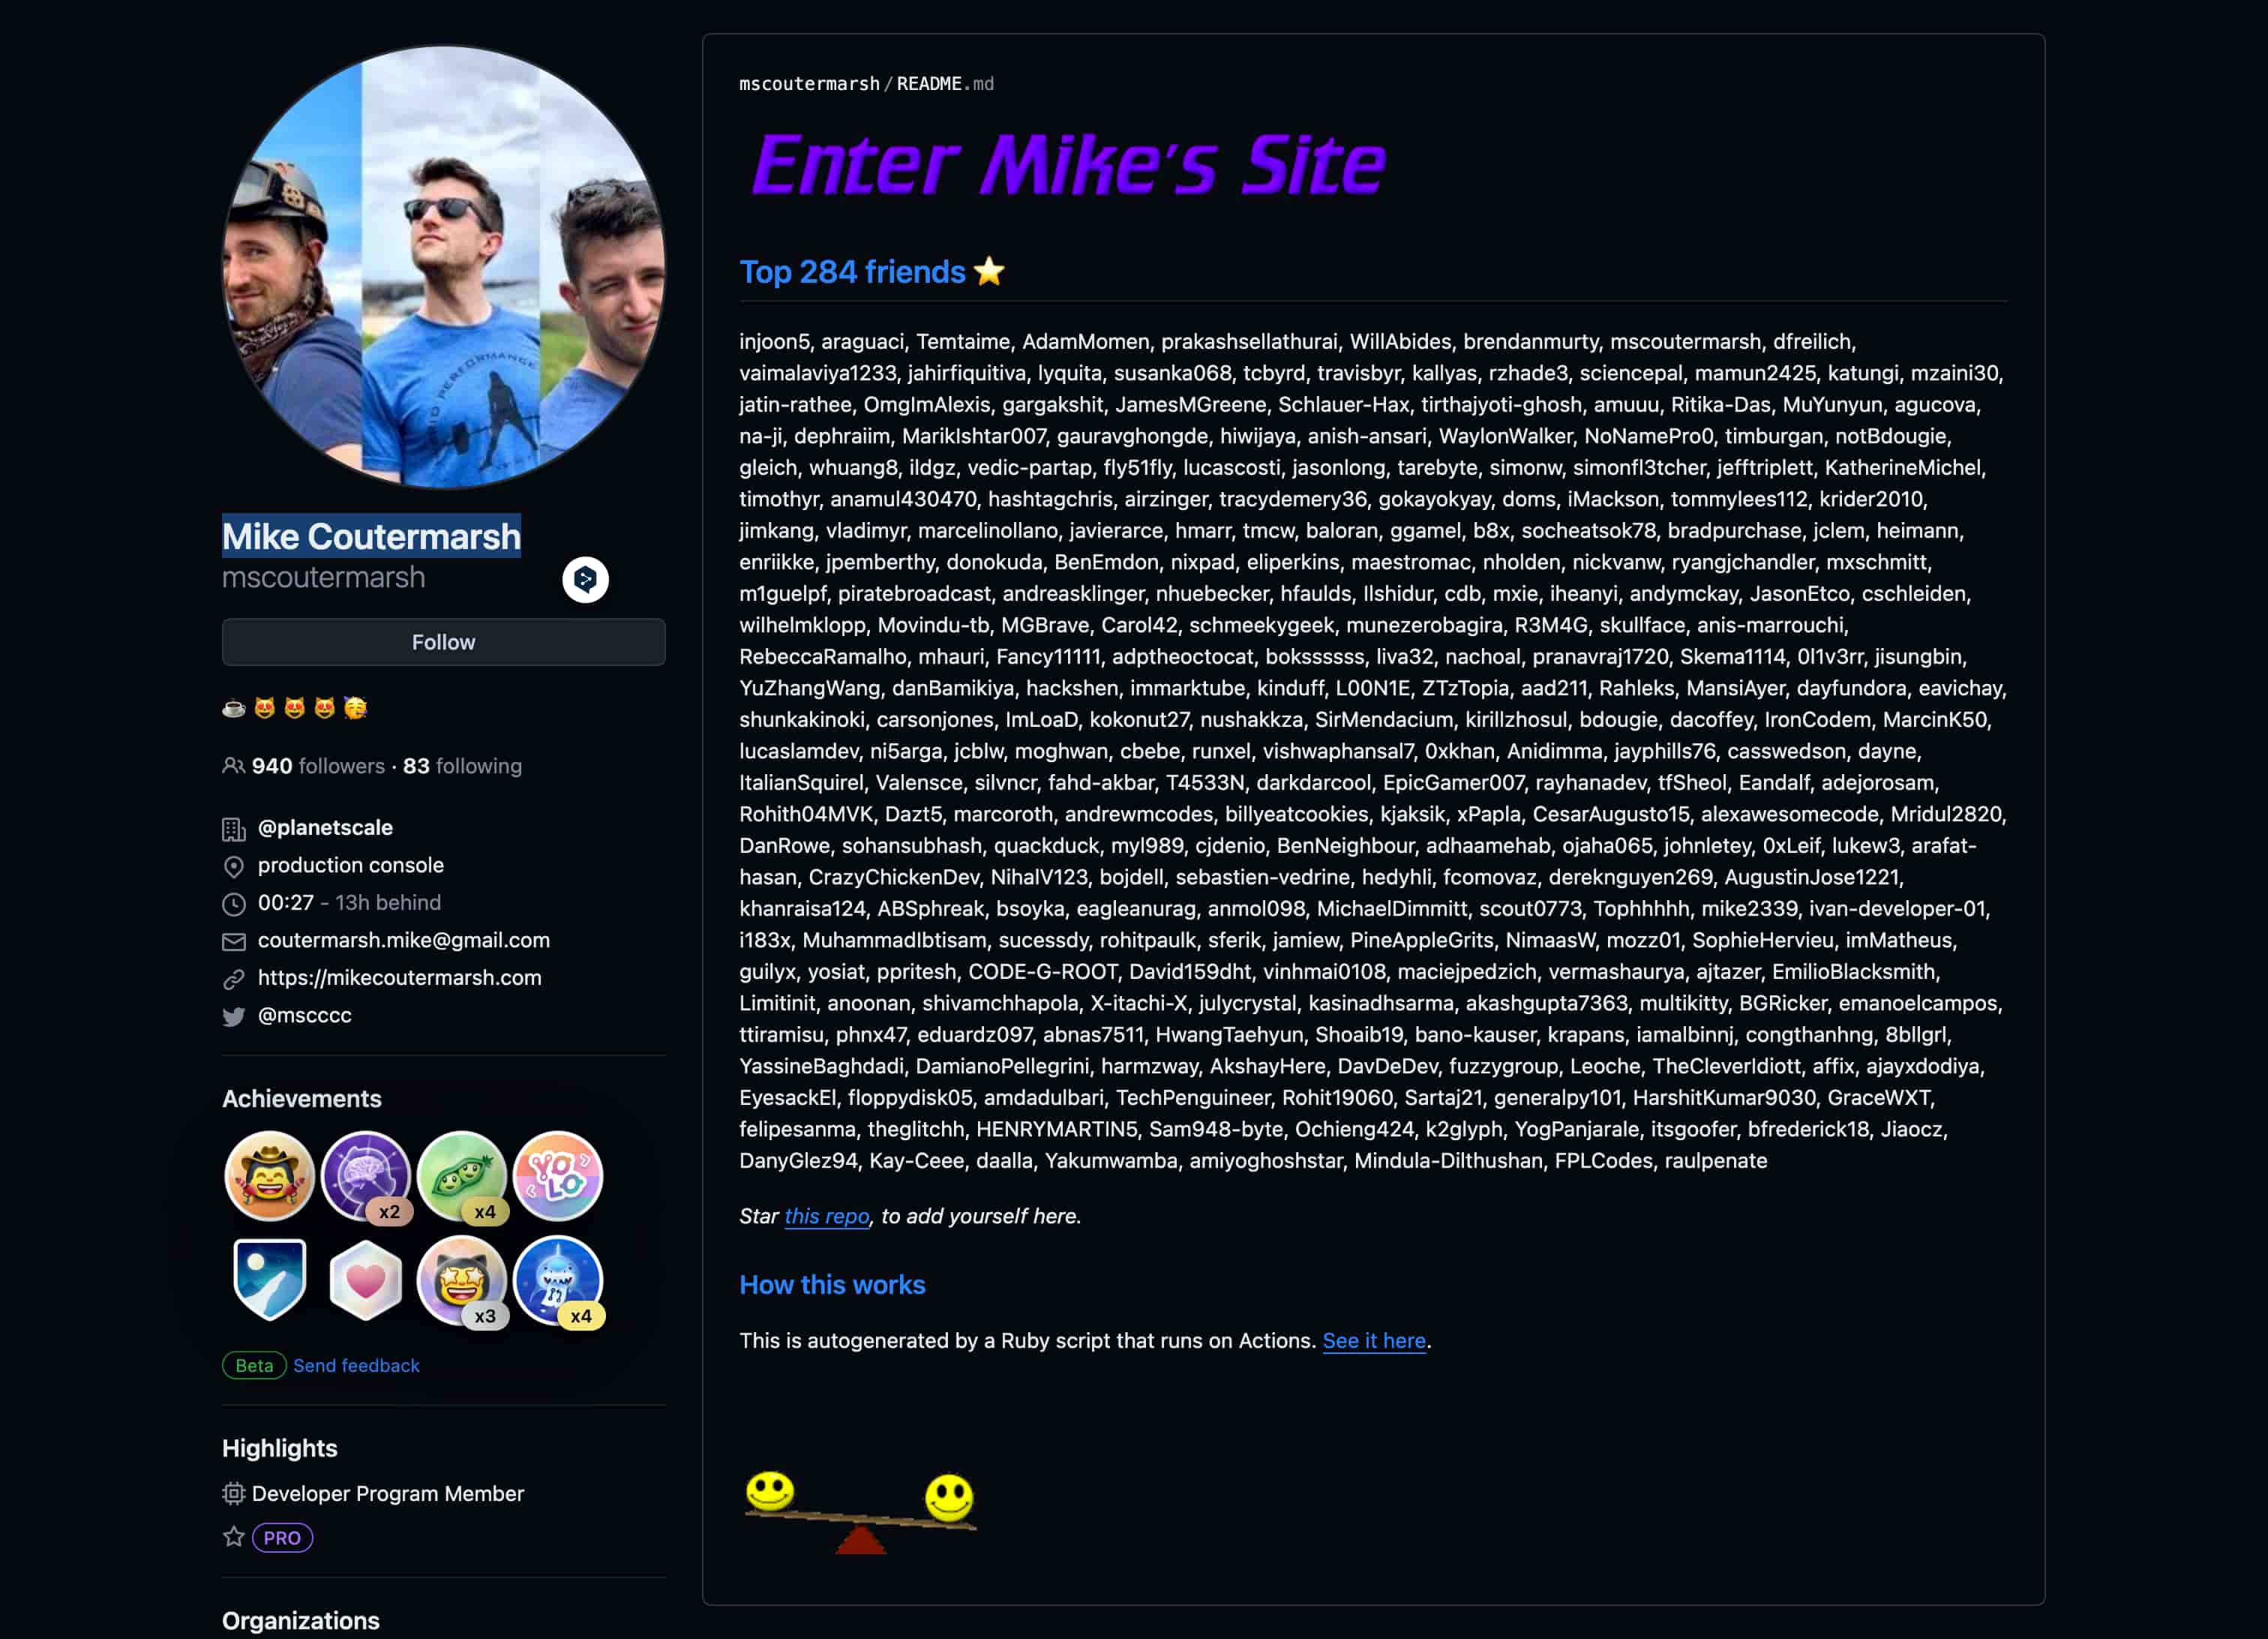 Mike Coutermarsh
mscoutermarsh
Follow
940 followers · 83 following
@planetscale
production console
00:27 - 13h behind
coutermarsh.mike@gmail.com
https://mikecoutermarsh.com
@mscccc
Achievements
x2
x4
YOLO
x3
x4
Beta Send feedback
Highlights
Developer Program Member
PRO
Organizations
mscoutermarsh/README.md
Enter Mike's Site
Top 284 friends
injoon5, araguaci, Temtaime, AdamMomen, prakashsellathurai, WillAbides, brendanmurty, mscoutermarsh, dfreilich,
vaimalaviya1233, jahirfiquitiva, lyquita, susanka068, tcbyrd, travisbyr, kallyas, rzhade3, sciencepal, mamun2425, katungi, mzaini30,
jatin-rathee, OmgImAlexis, gargakshit, JamesMGreene, Schlauer-Hax, tirthajyoti-ghosh, amuuu, Ritika-Das, MuYunyun, agucova,
na-ji, dephraiim, MarikIshtar007, gauravghongde, hiwijaya, anish-ansari, WaylonWalker, NoNamePro0, timburgan, notBdougie,
gleich, whuang8, ildgz, vedic-partap, fly51fly, lucascosti, jasonlong, tarebyte, simonw, simonfl3tcher, jefftriplett, KatherineMichel,
timothyr, anamul430470, hashtagchris, airzinger, tracydemery36, gokayokyay, doms, iMackson, tommylees112, krider2010,
jimkang, vladimyr, marcelinollano, javierarce, hmarr, tmcw, baloran, ggamel, b8x, socheatsok78, bradpurchase, jclem, heimann,
enriikke, jpemberthy, donokuda, BenEmdon, nixpad, eliperkins, maestromac, nholden, nickvanw, ryangjchandler, mxschmitt,
m1guelpf, piratebroadcast, andreasklinger, nhuebecker, hfaulds, Ilshidur, cdb, mxie, iheanyi, andymckay, JasonEtco, cschleiden,
wilhelmklopp, Movindu-tb, MGBrave, Carol42, schmeekygeek, munezerobagira, R3M4G, skullface, anis-marrouchi,
RebeccaRamalho, mhauri, Fancy11111, adptheoctocat, bokssssss, liva32, nachoal, pranavraj1720, Skema1114, 0l1v3rr, jisungbin,
YuZhangWang, danBamikiya, hackshen, immarktube, kinduff, L00N1E, ZTzTopia, aad211, Rahleks, MansiAyer, dayfundora, eavichay,
shunkakinoki, carsonjones, ImLoaD, kokonut27, nushakkza, SirMendacium, kirillzhosul, bdougie, dacoffey, IronCodem, MarcinK50,
lucaslamdev, ni5arga, jcblw, moghwan, cbebe, runxel, vishwaphansal7, 0xkhan, Anidimma, jayphills76, casswedson, dayne,
ItalianSquirel, Valensce, silvncr, fahd-akbar, T4533N, darkdarcool, EpicGamer007, rayhanadev, tfSheol, Eandalf, adejorosam,
Rohith04MVK, Dazt5, marcoroth, andrewmcodes, billyeatcookies, kjaksik, xPapla, CesarAugusto15, alexawesomecode, Mridul2820,
DanRowe, sohansubhash, quackduck, myl989, cjdenio, BenNeighbour, adhaamehab, ojaha065, johnletey, 0xLeif, lukew3, arafat-
hasan, CrazyChickenDev, NihalV123, bojdell, sebastien-vedrine, hedyhli, fcomovaz, dereknguyen269, AugustinJose1221,
khanraisa124, ABSphreak, bsoyka, eagleanurag, anmol098, MichaelDimmitt, scout0773, Tophhhhh, mike2339, ivan-developer-01,
i183x, MuhammadIbtisam, sucessdy, rohitpaulk, sferik, jamiew, PineAppleGrits, NimaasW, mozz01, SophieHervieu, imMatheus,
guilyx, yosiat, ppritesh, CODE-G-ROOT, David159dht, vinhmai0108, maciejpedzich, vermashaurya, ajtazer, EmilioBlacksmith,
Limitinit, anoonan, shivamchhapola, X-itachi-X, julycrystal, kasinadhsarma, akashgupta7363, multikitty, BGRicker, emanoelcampos,
ttiramisu, phnx47, eduardz097, abnas7511, HwangTaehyun, Shoaib19, bano-kauser, krapans, iamalbinnj, congthanhng, 8bllgrl,
YassineBaghdadi, DamianoPellegrini, harmzway, AkshayHere, DavDeDev, fuzzygroup, Leoche, TheCleverIdiott, affix, ajayxdodiya,
EyesackEl, floppydisk05, amdadulbari, TechPenguineer, Rohit19060, Sartaj21, generalpy101, HarshitKumar9030, GraceWXT,
felipesanma, theglitchh, HENRYMARTIN5, Sam948-byte, Ochieng424, k2glyph, YogPanjarale, itsgoofer, bfrederick18, Jiaocz,
DanyGlez94, Kay-Ceee, daalla, Yakumwamba, amiyoghoshstar, Mindula-Dilthushan, FPLCodes, raulpenate
Star this repo, to add yourself here.
How this works
This is autogenerated by a Ruby script that runs on Actions. See it here.